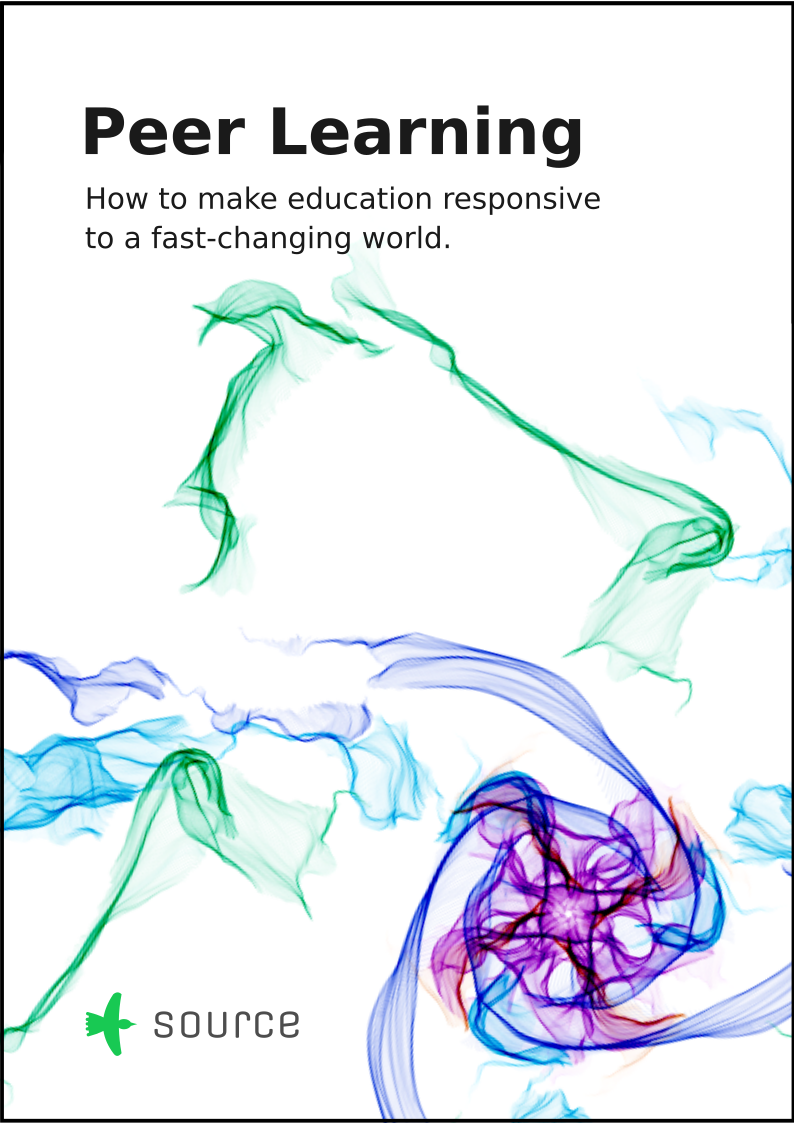 Peer Learning
How to make education responsive
to a fast-changing world.
source